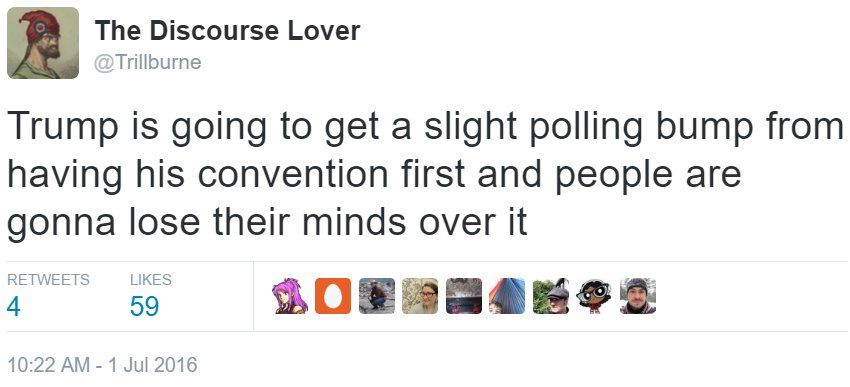 The Discourse Lover
@Trillburne
Trump is going to get a slight polling bump from
having his convention first and people are
gonna lose their minds over it
RETWEETS LIKES
4 59
10:22 AM - 1 Jul 2016